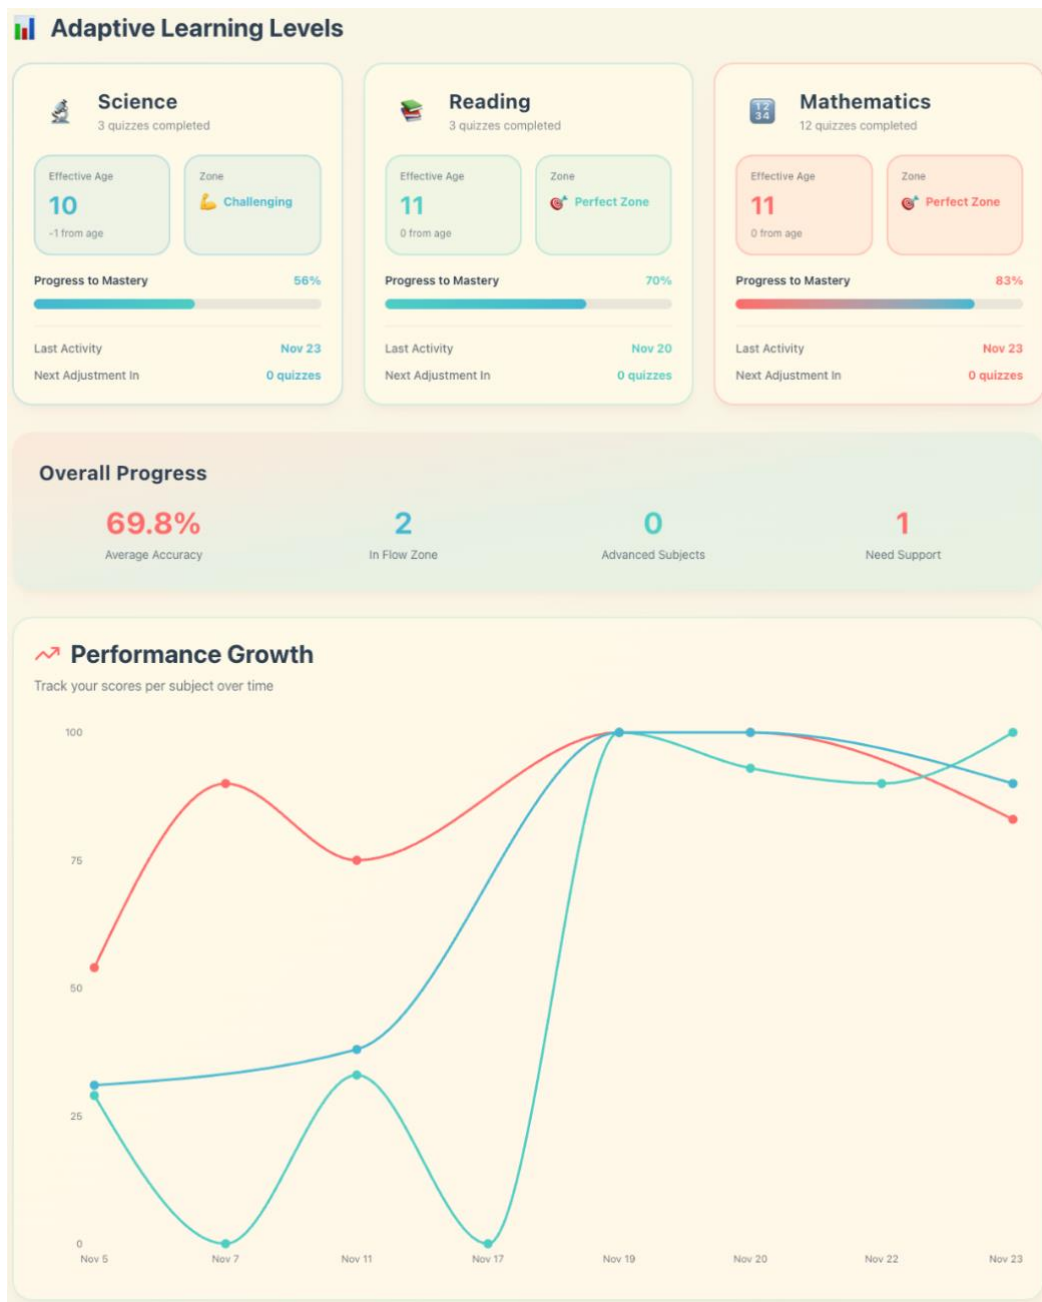 Adaptive Learning Levels
Science
3 quizzes completed
Effective Age
10
-1 from age
Zone
Challenging
Progress to Mastery 56%
Last Activity Nov 23
Next Adjustment In 0 quizzes
Reading
3 quizzes completed
Effective Age
11
0 from age
Zone
Perfect Zone
Progress to Mastery 70%
Last Activity Nov 20
Next Adjustment In 0 quizzes
12
34
Mathematics
12 quizzes completed
Effective Age
11
0 from age
Zone
Perfect Zone
Progress to Mastery 83%
Last Activity Nov 23
Next Adjustment In 0 quizzes
Overall Progress
69.8% 2 0 1
Average Accuracy In Flow Zone Advanced Subjects Need Support
Performance Growth
Track your scores per subject over time
100
75
50
25
0
Nov 5 Nov 7 Nov 11 Nov 17 Nov 19 Nov 20 Nov 22 Nov 23